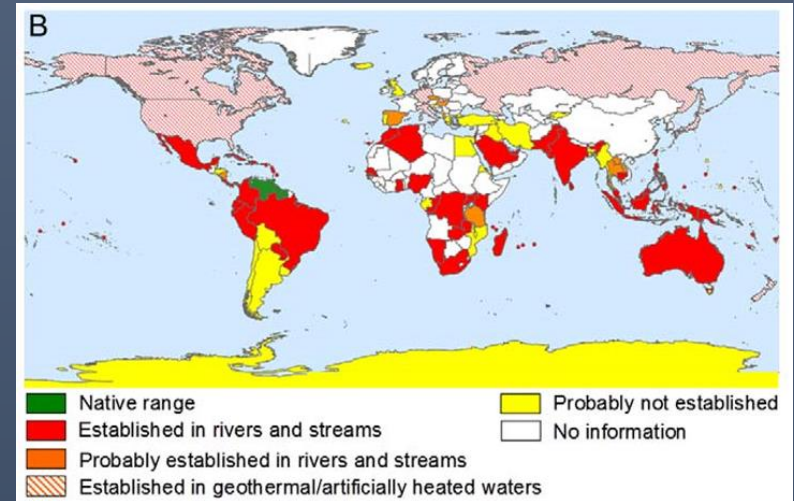 B
Native range
Established in rivers and streams
Probably established in rivers and streams
Established in geothermal/artificially heated waters
Probably not established
No information